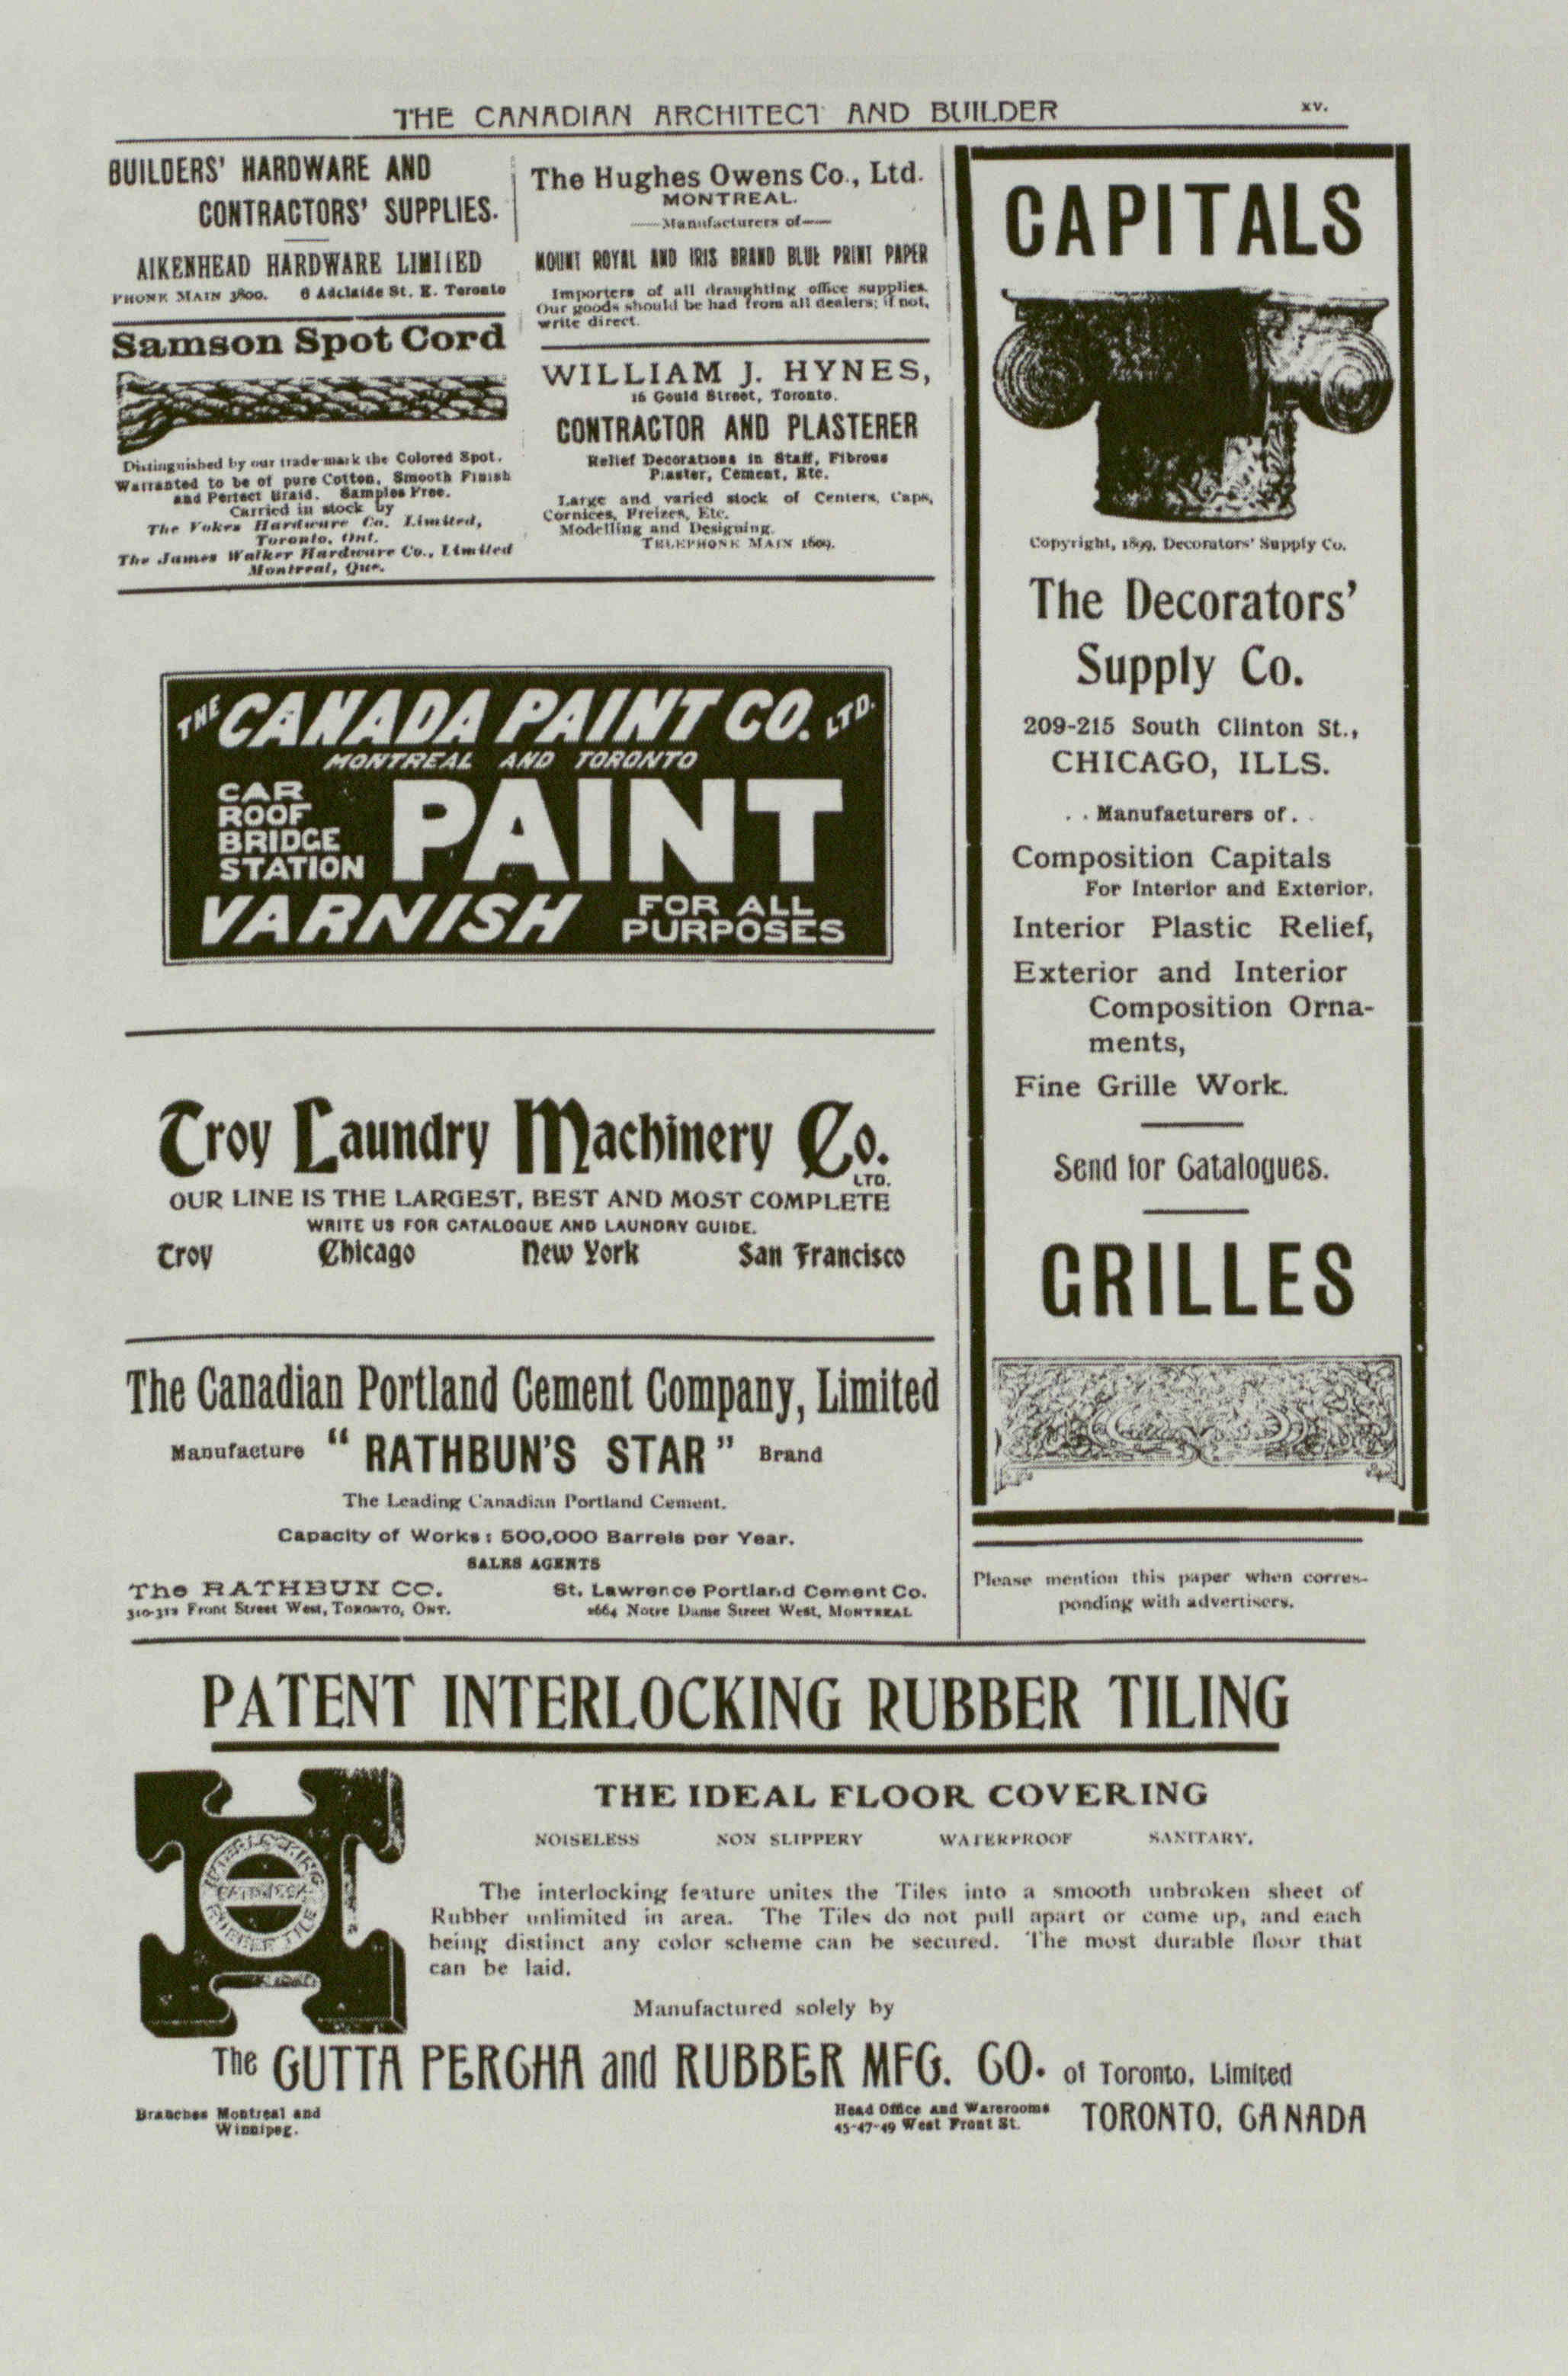 THE CANADIAN ARCHITECT AND BUILDER
xv.
BUILDERS' HARDWARE AND
CONTRACTORS' SUPPLIES.
AIKENHEAD HARDWARE LIMITED
PHONE MAIN 3800. 6 Adelaide St. E. Toronto
Samson Spot Cord
Distinguished by our trade-mark the Colored Spot.
Warranted to be of pure Cotton, Smooth Finish
and Perfect Braid. Samples Free.
Carried in stock by
The Vokes Hardware Co. Limited,
Toronto, Ont.
The James Walker Hardware Co., Limited
Montreal, Que.
The Hughes Owens Co., Ltd.
MONTREAL.
Manufacturers of
MOUNT ROYAL AND IRIS BRAND BLUE PRINT PAPER
Importers of all draughting office supplies.
Our goods should be had from all dealers; if not,
write direct.
WILLIAM J. HYNES,
16 Gould Street, Toronto.
CONTRACTOR AND PLASTERER
Relief Decorations in Staff, Fibrous
Plaster, Cement, Etc.
Large and varied stock of Centers, Caps,
Cornices, Freizes, Etc.
Modelling and Designing.
TELEPHONE MAIN 1609.
THE CANADA PAINT CO. LTD.
MONTREAL AND TORONTO
CAR
ROOF
BRIDGE
STATION
PAINT
VARNISH FOR ALL
PURPOSES
Troy Laundry Machinery Co.
LTD.
OUR LINE IS THE LARGEST, BEST AND MOST COMPLETE
WRITE US FOR CATALOGUE AND LAUNDRY GUIDE.
Troy Chicago New York San Francisco
The Canadian Portland Cement Company, Limited
Manufacture "RATHBUN'S STAR" Brand
The Leading Canadian Portland Cement.
Capacity of Works: 500,000 Barrels per Year.
SALES AGENTS
The RATHBUN CO.
310-312 Front Street West, TORONTO, ONT.
St. Lawrence Portland Cement Co.
2664 Notre Dame Street West, MONTREAL
CAPITALS
Copyright, 1899, Decorators' Supply Co.
The Decorators'
Supply Co.
209-215 South Clinton St.,
CHICAGO, ILLS.
. . Manufacturers of . .
Composition Capitals
For Interior and Exterior.
Interior Plastic Relief,
Exterior and Interior
Composition Orna-
ments,
Fine Grille Work.
Send for Catalogues.
GRILLES
Please mention this paper when corres-
ponding with advertisers.
PATENT INTERLOCKING RUBBER TILING
THE IDEAL FLOOR COVERING
NOISELESS NON SLIPPERY WATERPROOF SANITARY.
INTERLOCKING
RUBBER TILE
The interlocking feature unites the Tiles into a smooth unbroken sheet of
Rubber unlimited in area. The Tiles do not pull apart or come up, and each
being distinct any color scheme can be secured. The most durable floor that
can be laid.
Manufactured solely by
The GUTTA PERCHA and RUBBER MFG. CO. of Toronto, Limited
Branches Montreal and
Winnipeg.
Head Office and Warerooms
45-47-49 West Front St.
TORONTO, CANADA